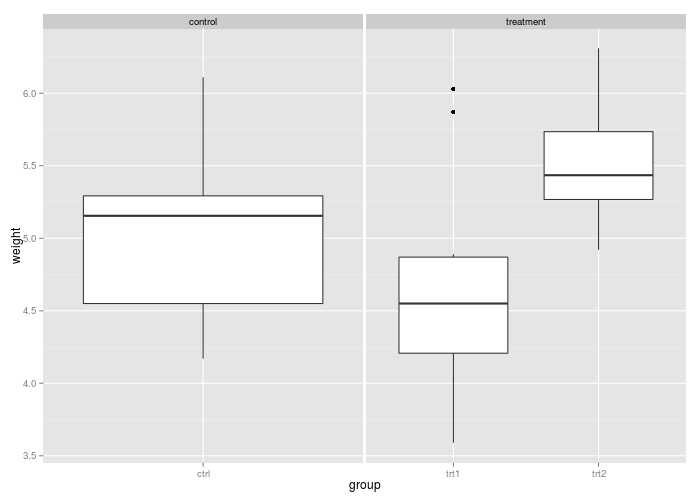 control
treatment
weight
6.0
5.5
5.0
4.5
4.0
3.5
ctrl
trt1
trt2
group